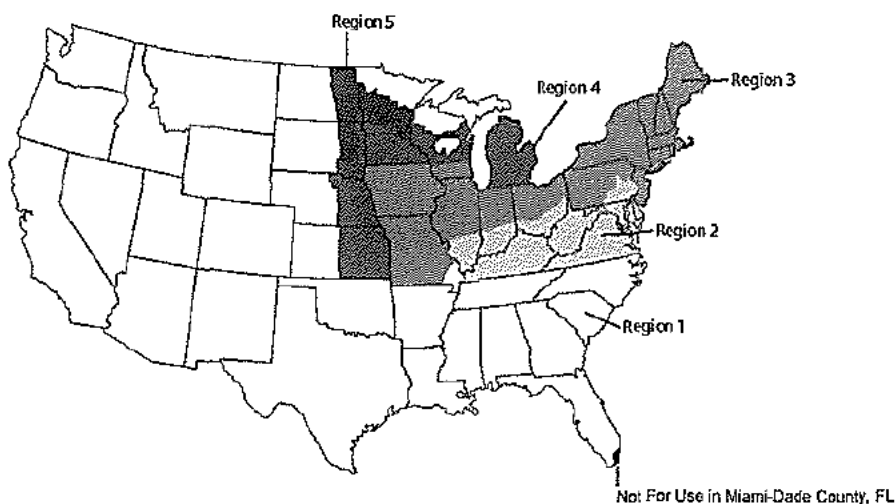 Region 5
Region 3
Region 4
Region 2
Region 1
Not For Use in Miami-Dade County, FL